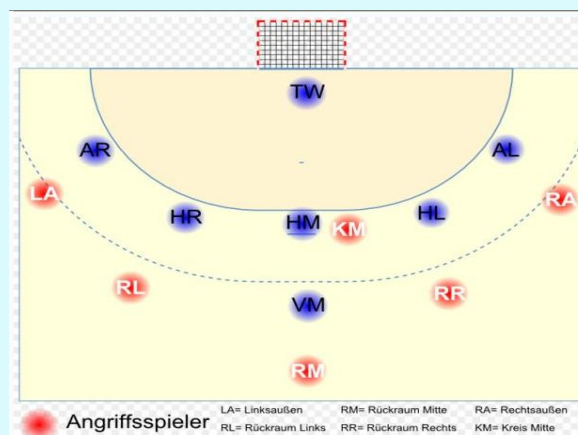 TW
AR
AL
LA
RA
HR
HM
KM
HL
RL
RR
VM
RM
Angriffsspieler
LA= Linksaußen
RM= Rückraum Mitte
RA= Rechtsaußen
RL= Rückraum Links
RR= Rückraum Rechts
KM= Kreis Mitte